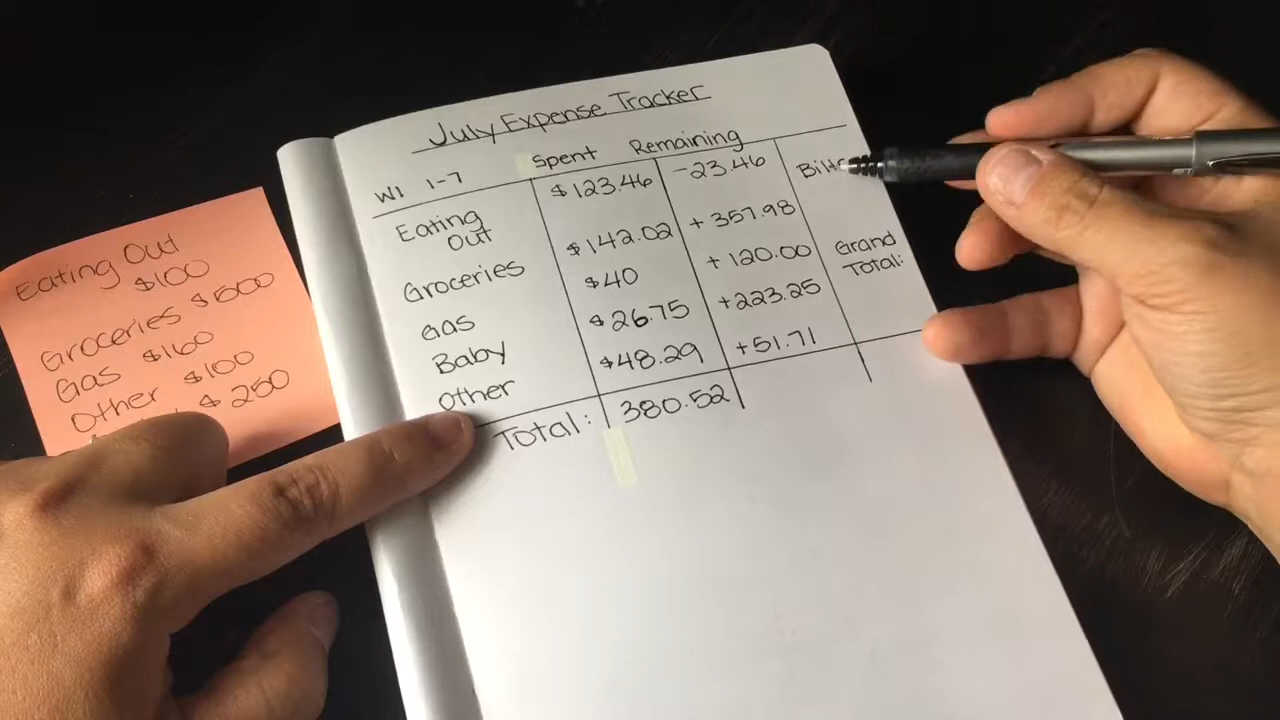 July Expense Tracker
W1 1-7 Spent Remaining
Eating Out $123.46 -23.46
Groceries $142.02 +357.98
Gas $40 +120.00
Baby $26.75 +223.25
Other $48.29 +51.71
Total: 380.52
Grand
Total:
Eating Out
$100
Groceries $500
Gas $160
Other $100
$250